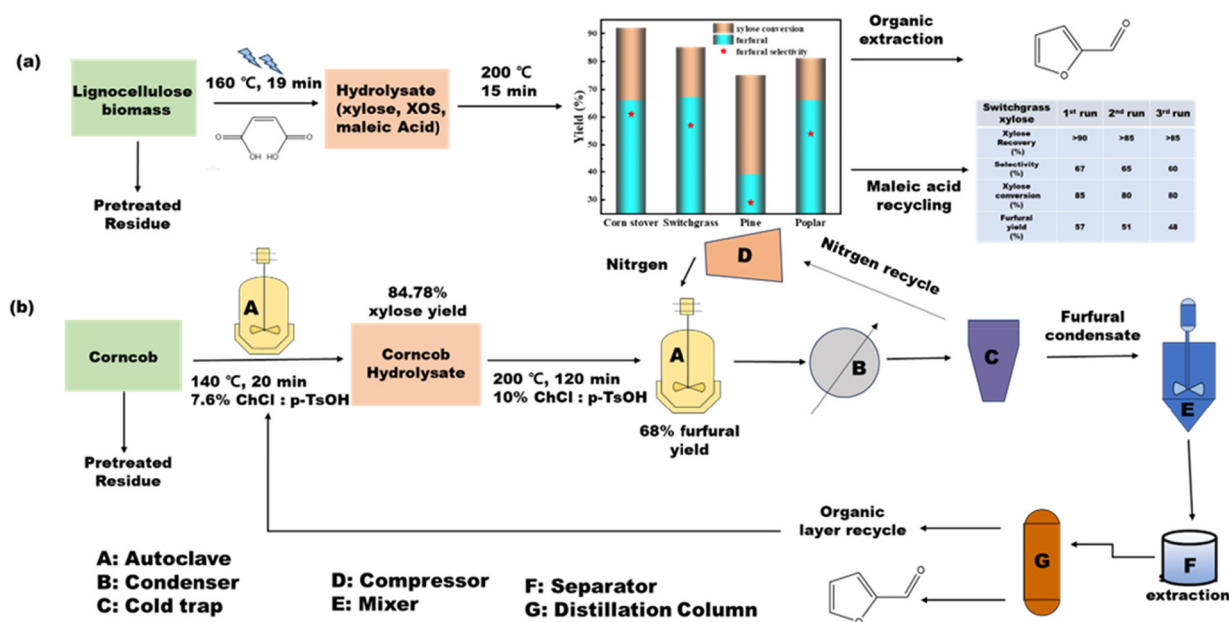 (a)
Lignocellulose
biomass
160 ℃, 19 min
O
OH
HO
O
Hydrolysate
(xylose, XOS,
maleic Acid)
200 ℃
15 min
Pretreated
Residue
Yield (%)
90
80
70
60
50
40
30
xylose conversion
furfural
furfural selectivity
Corn stover
Switchgrass
Pine
Poplar
Organic
extraction
O
O
Maleic acid
recycling
Switchgrass xylose 1st run 2nd run 3rd run
Xylose Recovery (%) >90 >85 >85
Selectivity (%) 67 65 60
Xylose conversion (%) 85 80 80
Furfural yield (%) 57 51 48
(b)
Corncob
Pretreated
Residue
A
140 ℃, 20 min
7.6% ChCl : p-TsOH
84.78%
xylose yield
Corncob
Hydrolysate
200 ℃, 120 min
10% ChCl : p-TsOH
Nitrgen
D
Nitrgen recycle
A
68% furfural
yield
B
C
Furfural
condensate
E
F
extraction
G
Organic
layer recycle
O
O
A: Autoclave
B: Condenser
C: Cold trap
D: Compressor
E: Mixer
F: Separator
G: Distillation Column